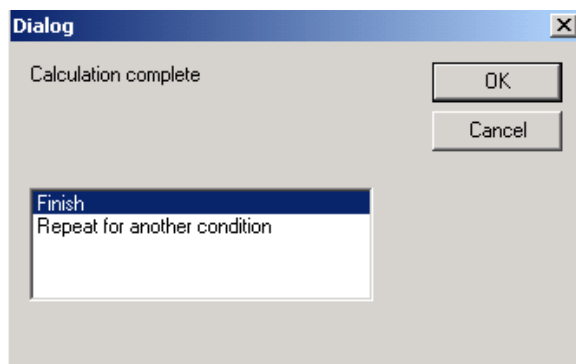 Dialog
Calculation complete
OK
Cancel
Finish
Repeat for another condition